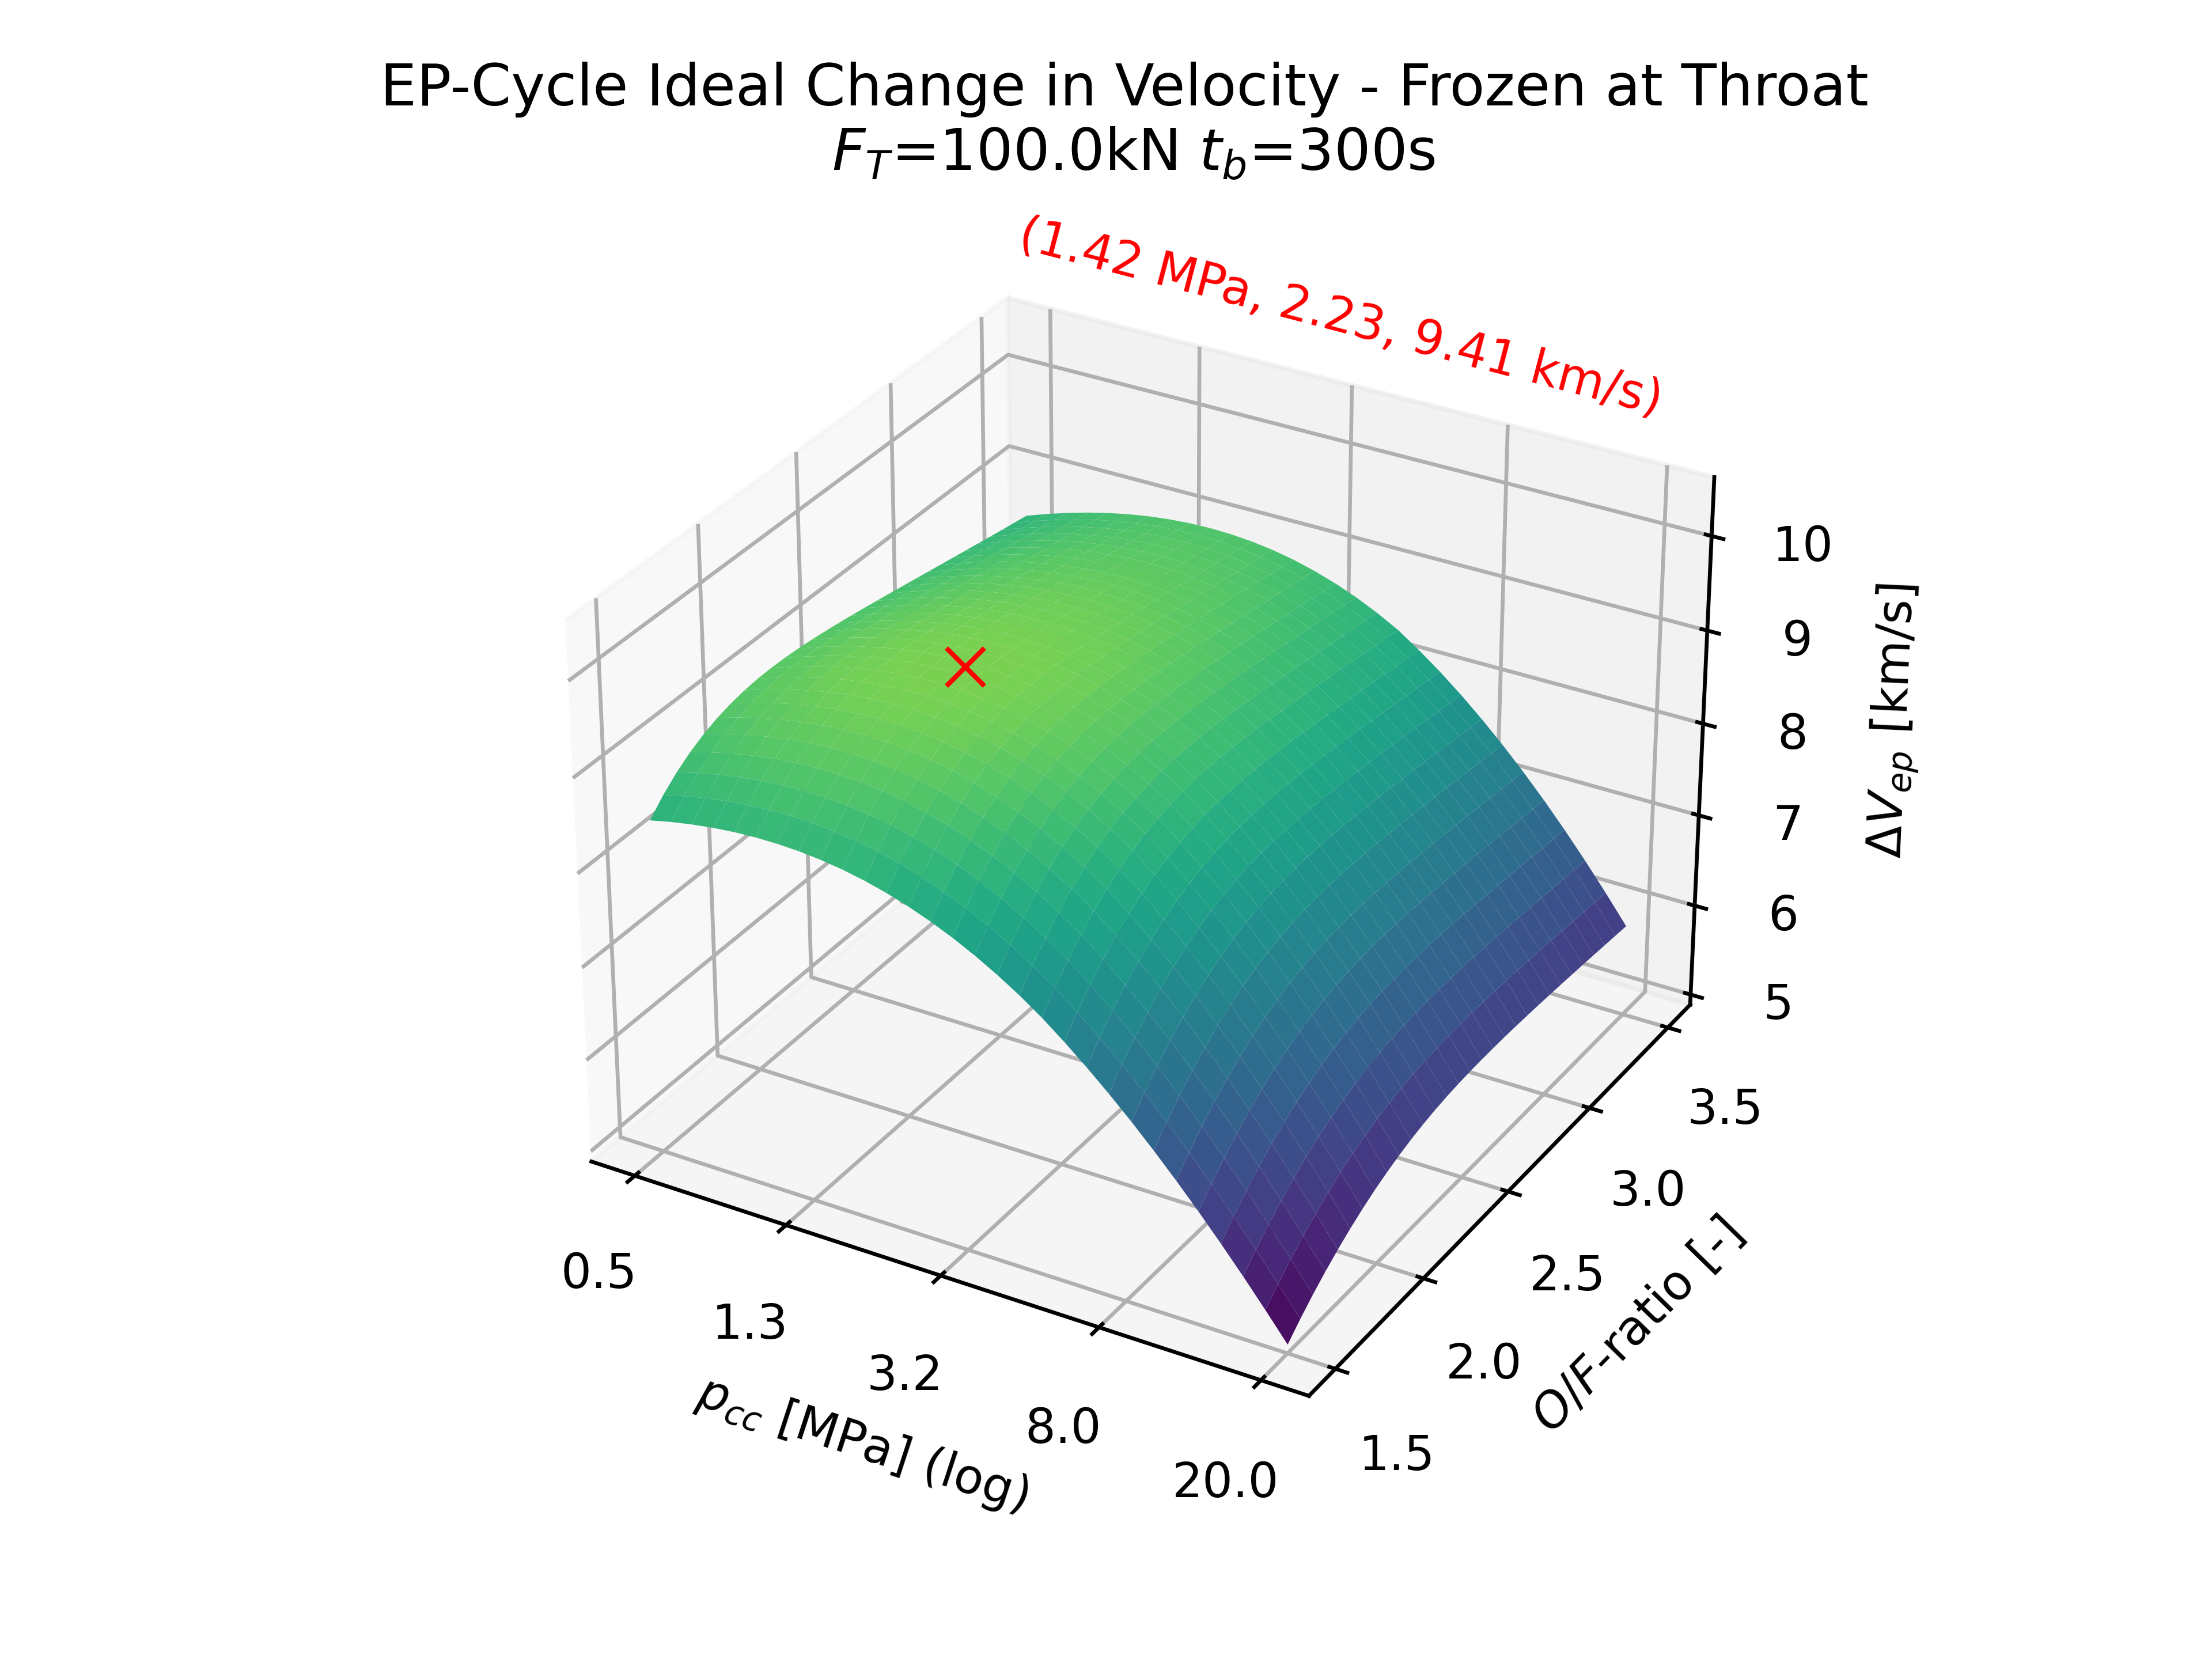 EP-Cycle Ideal Change in Velocity - Frozen at Throat
F_T=100.0kN t_b=300s
(1.42 MPa, 2.23, 9.41 km/s)
10
9
8
7
6
5
ΔV_ep [km/s]
3.5
3.0
2.5
2.0
1.5
O/F-ratio [-]
0.5
1.3
3.2
8.0
20.0
p_cc [MPa] (log)